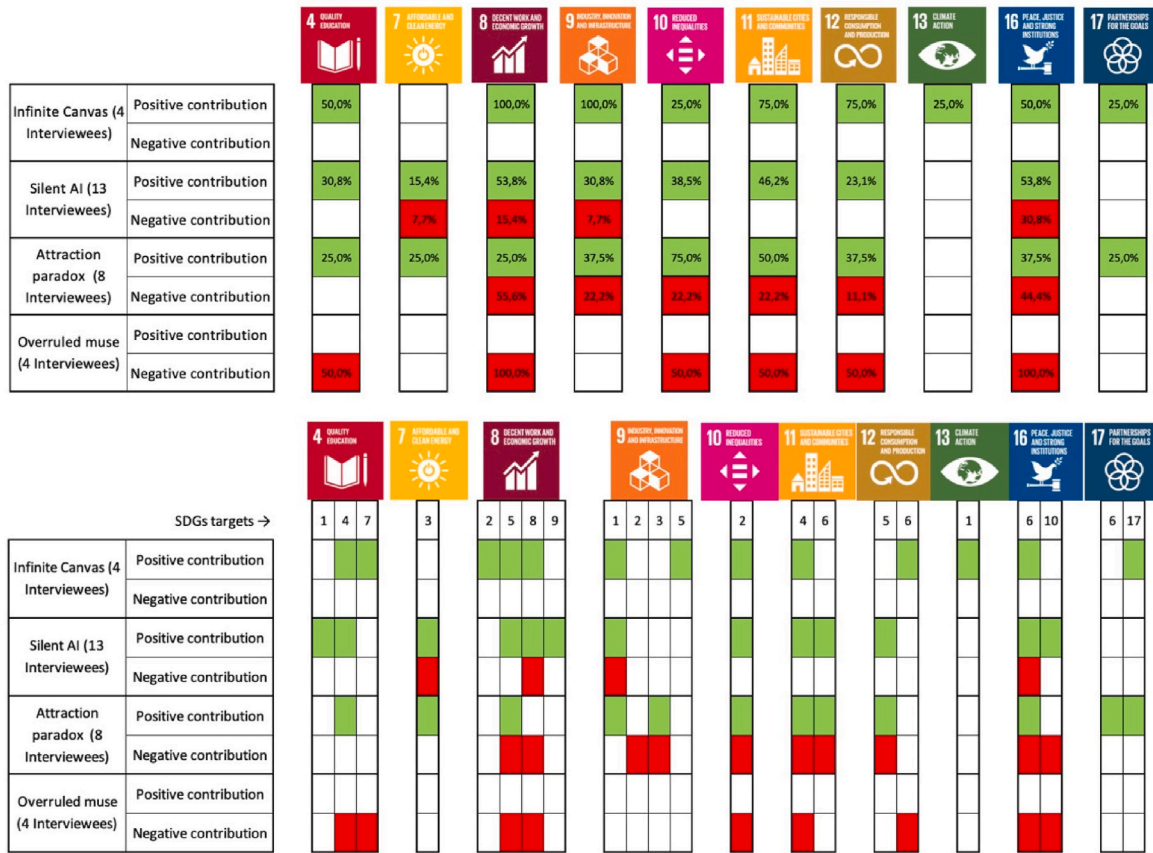 4 QUALITY EDUCATION
7 AFFORDABLE AND CLEAN ENERGY
8 DECENT WORK AND ECONOMIC GROWTH
9 INDUSTRY, INNOVATION AND INFRASTRUCTURE
10 REDUCED INEQUALITIES
11 SUSTAINABLE CITIES AND COMMUNITIES
12 RESPONSIBLE CONSUMPTION AND PRODUCTION
13 CLIMATE ACTION
16 PEACE, JUSTICE AND STRONG INSTITUTIONS
17 PARTNERSHIPS FOR THE GOALS
Infinite Canvas (4 Interviewees)
Positive contribution 50,0% 100,0% 100,0% 25,0% 75,0% 75,0% 25,0% 50,0% 25,0%
Negative contribution
Silent AI (13 Interviewees)
Positive contribution 30,8% 15,4% 53,8% 30,8% 38,5% 46,2% 23,1% 53,8%
Negative contribution 7,7% 15,4% 7,7% 30,8%
Attraction paradox (8 Interviewees)
Positive contribution 25,0% 25,0% 25,0% 37,5% 75,0% 50,0% 37,5% 37,5% 25,0%
Negative contribution 55,6% 22,2% 22,2% 22,2% 11,1% 44,4%
Overruled muse (4 Interviewees)
Positive contribution
Negative contribution 50,0% 100,0% 50,0% 50,0% 50,0% 100,0%
4 QUALITY EDUCATION
7 AFFORDABLE AND CLEAN ENERGY
8 DECENT WORK AND ECONOMIC GROWTH
9 INDUSTRY, INNOVATION AND INFRASTRUCTURE
10 REDUCED INEQUALITIES
11 SUSTAINABLE CITIES AND COMMUNITIES
12 RESPONSIBLE CONSUMPTION AND PRODUCTION
13 CLIMATE ACTION
16 PEACE, JUSTICE AND STRONG INSTITUTIONS
17 PARTNERSHIPS FOR THE GOALS
SDGs targets → 1 4 7 3 2 5 8 9 1 2 3 5 2 4 6 5 6 1 6 10 6 17
Infinite Canvas (4 Interviewees)
Positive contribution
Negative contribution
Silent AI (13 Interviewees)
Positive contribution
Negative contribution
Attraction paradox (8 Interviewees)
Positive contribution
Negative contribution
Overruled muse (4 Interviewees)
Positive contribution
Negative contribution